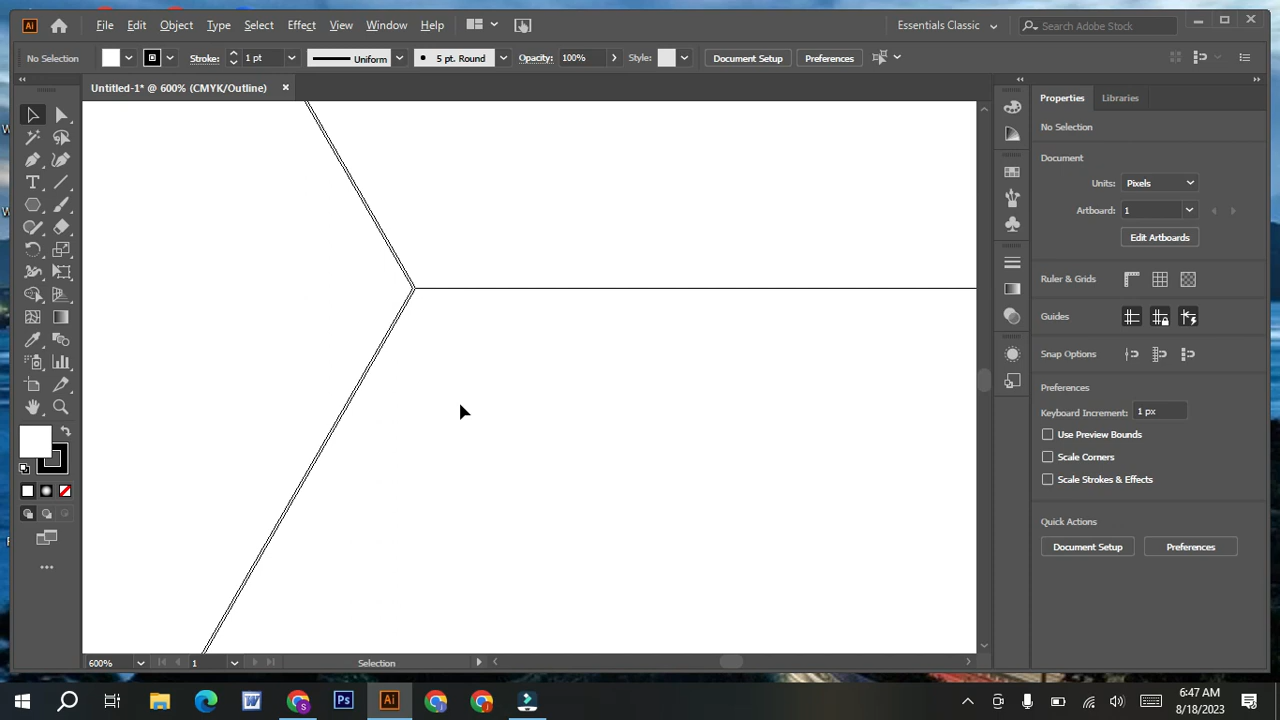 Ai File Edit Object Type Select Effect View Window Help Essentials Classic Search Adobe Stock
No Selection Stroke: 1 pt Uniform 5 pt. Round Opacity: 100% Style: Document Setup Preferences
Untitled-1* @ 600% (CMYK/Outline)
Properties Libraries
No Selection
Document
Units: Pixels
Artboard: 1
Edit Artboards
Ruler & Grids
Guides
Snap Options
Preferences
Keyboard Increment: 1 px
Use Preview Bounds
Scale Corners
Scale Strokes & Effects
Quick Actions
Document Setup Preferences
600% 1 Selection
W S Ps Ai J J 6:47 AM
8/18/2023